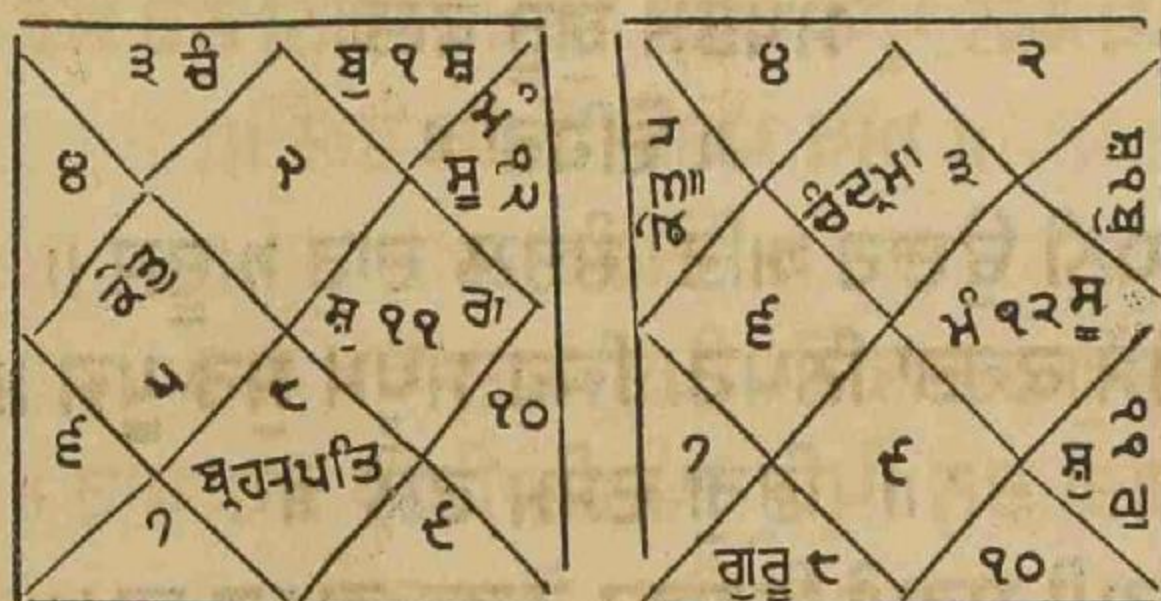 ੩ ਚੰ
ਬੁ ੧ ਸ਼
ਮੰ
ਸੂ ੧੨
੪
੨
ਕੇਤੂ
੫
ਸ਼ੁ ੧੧ ਰਾ
੬
੮
ਬ੍ਰਹਸਪਤਿ
੧੦
੭
੯
੪
੨
੫
ਕੇਤੂ
ਚੰਦ੍ਰਮਾ ੩
ਸ਼ ੧ ਬੁ
੬
ਮੰ ੧੨ ਸੂ
੭
੯
ਸ਼ੁ ੧੧ ਰਾ
ਗੁਰੂ ੮
੧੦